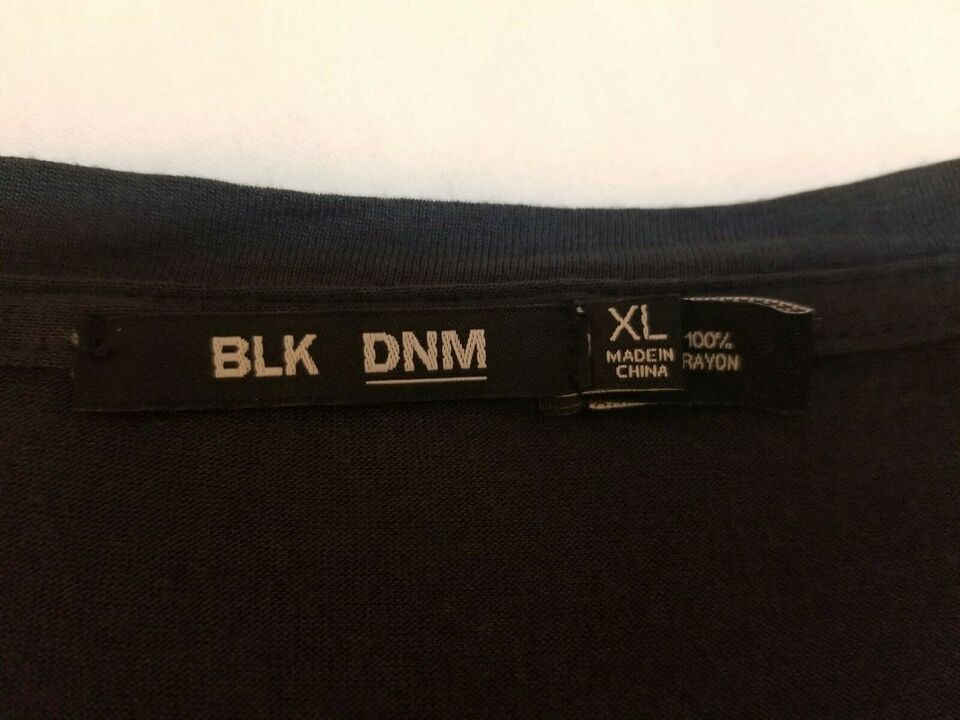 BLK DNM
XL
MADE IN
CHINA
100%
RAYON